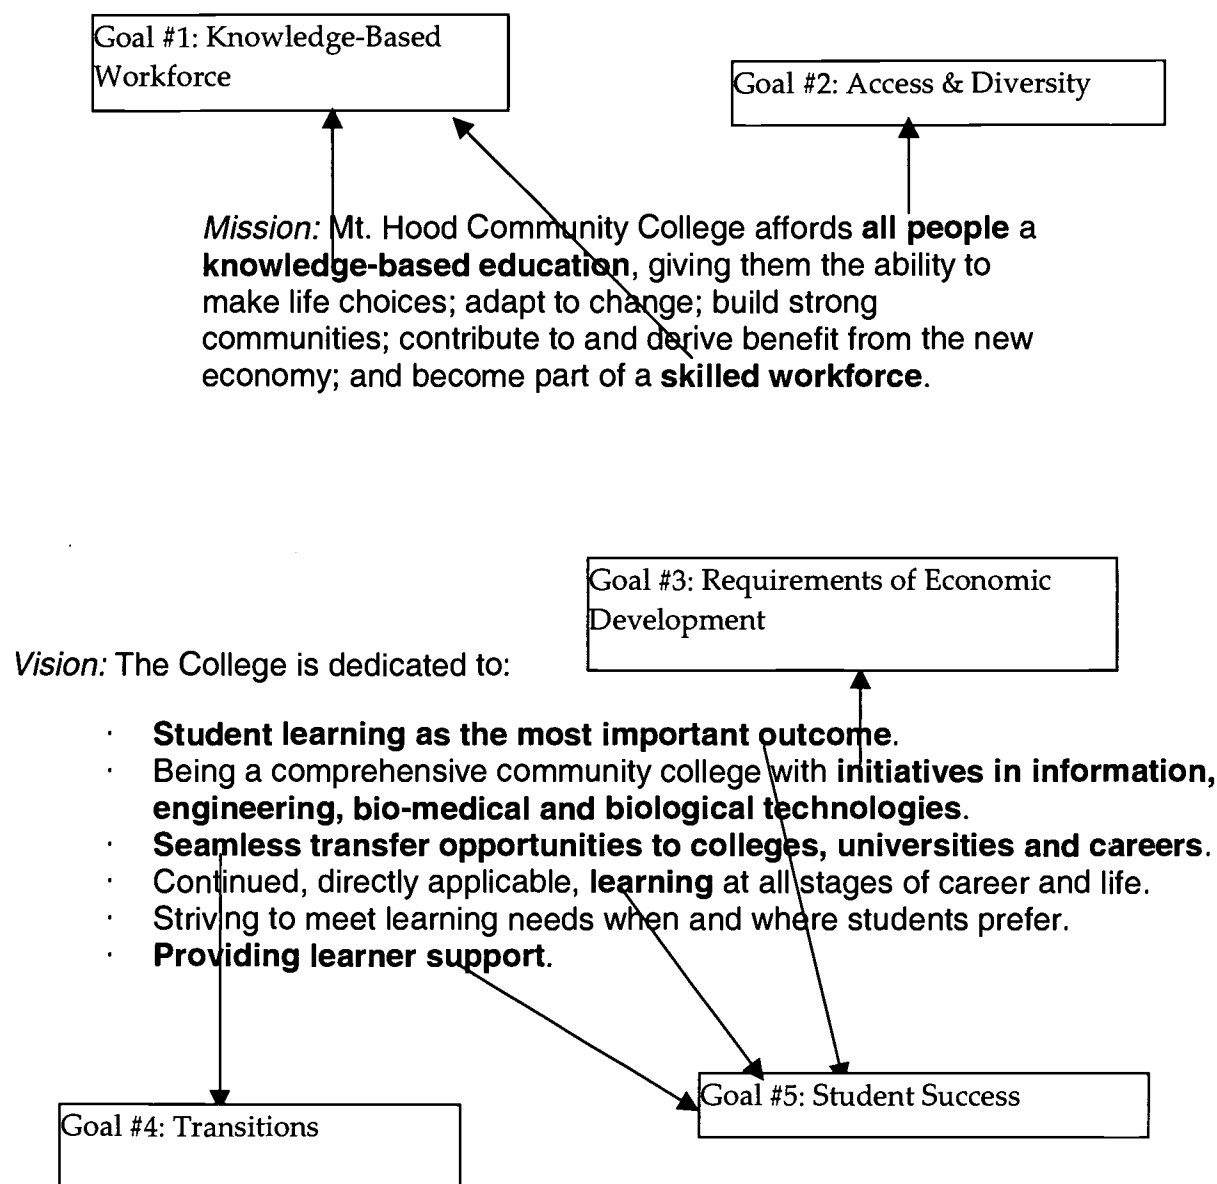 Goal #1: Knowledge-Based
Workforce
Goal #2: Access & Diversity
Mission: Mt. Hood Community College affords all people a
knowledge-based education, giving them the ability to
make life choices; adapt to change; build strong
communities; contribute to and derive benefit from the new
economy; and become part of a skilled workforce.
Goal #3: Requirements of Economic
Development
Vision: The College is dedicated to:
· Student learning as the most important outcome.
· Being a comprehensive community college with initiatives in information,
engineering, bio-medical and biological technologies.
· Seamless transfer opportunities to colleges, universities and careers.
· Continued, directly applicable, learning at all stages of career and life.
· Striving to meet learning needs when and where students prefer.
· Providing learner support.
Goal #5: Student Success
Goal #4: Transitions